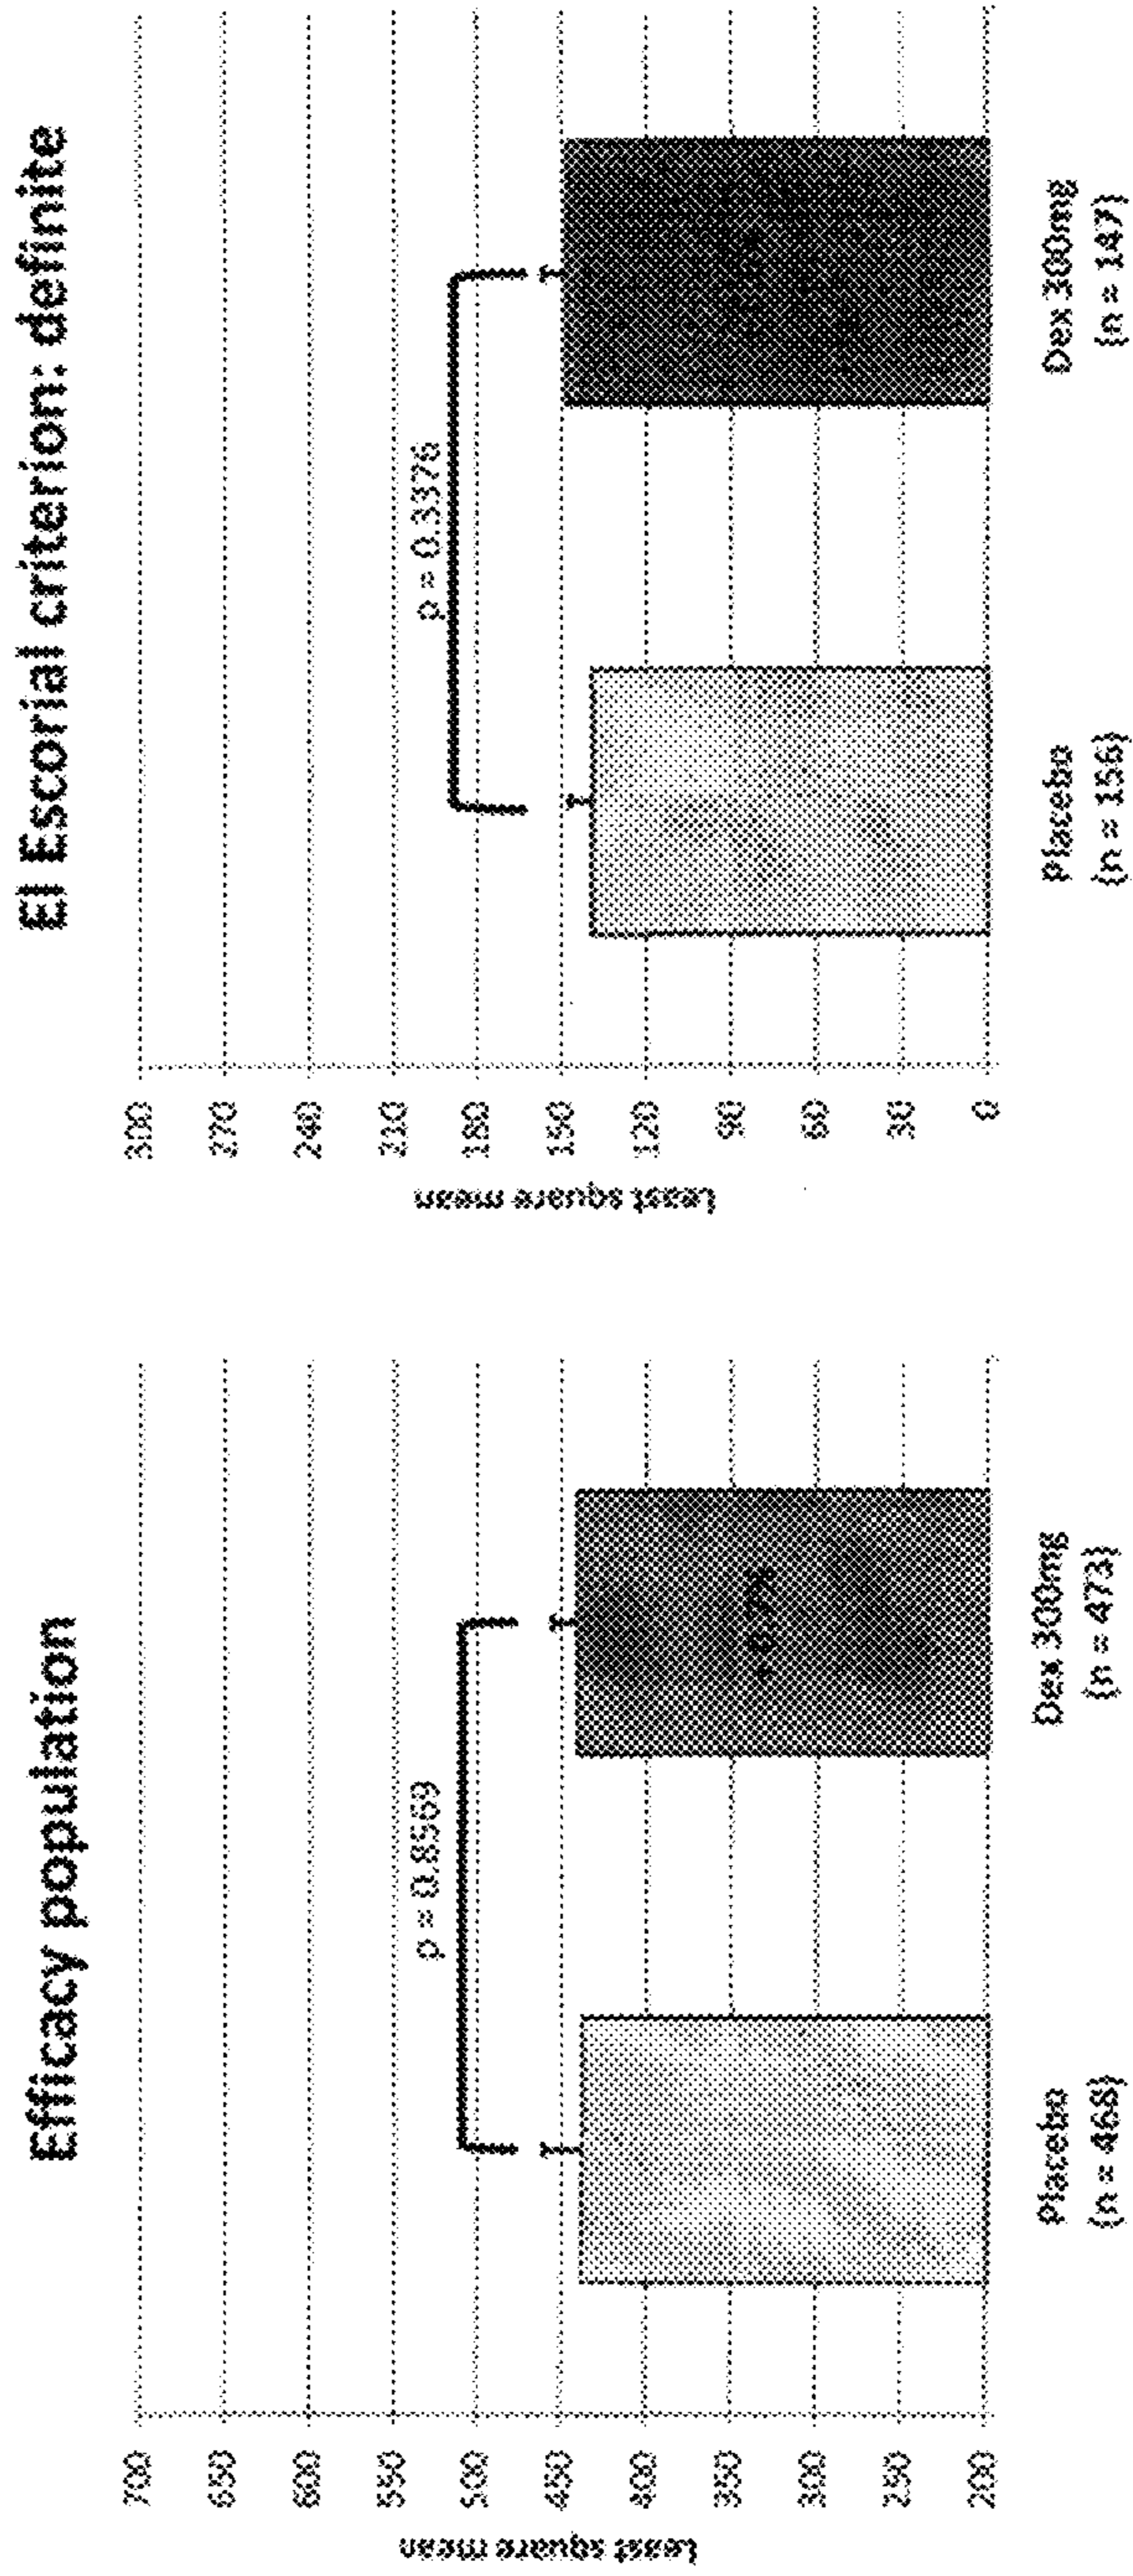 Efficacy population
Least square mean
700
650
600
550
500
450
400
350
300
250
200
p = 0.8569
Placebo
(n = 468)
Dex 300mg
(n = 473)
El Escorial criterion: definite
Least square mean
300
270
240
210
180
150
120
90
60
30
0
p = 0.3376
Placebo
(n = 156)
Dex 300mg
(n = 147)